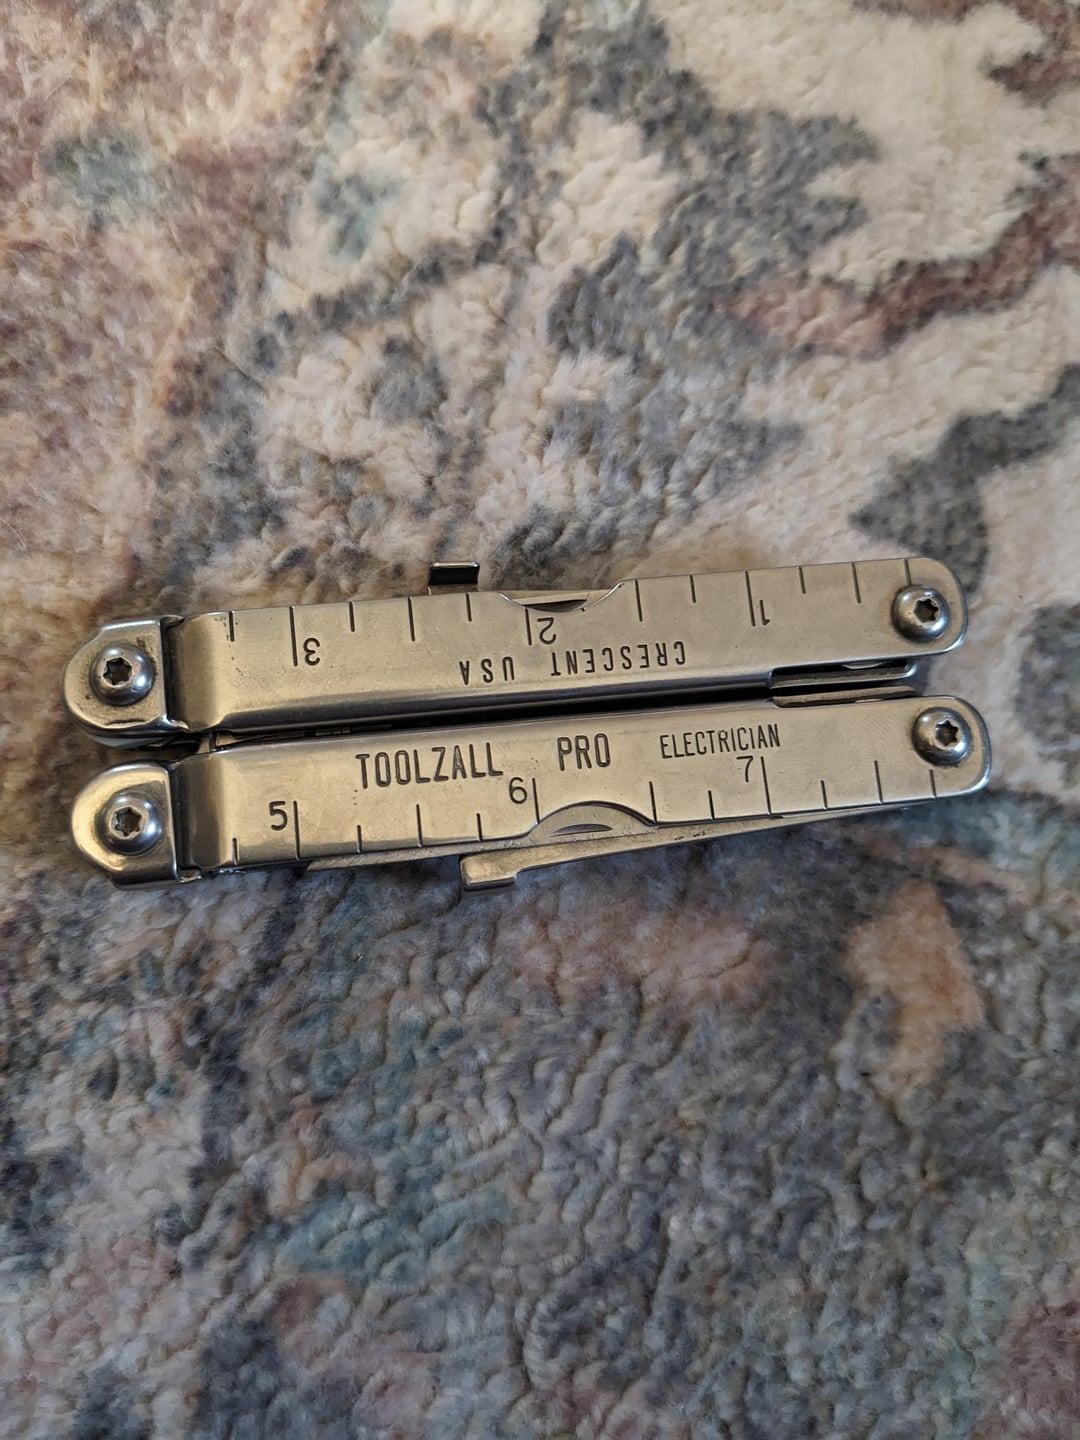 3 2 1
CRESCENT USA
TOOLZALL PRO ELECTRICIAN
5 6 7